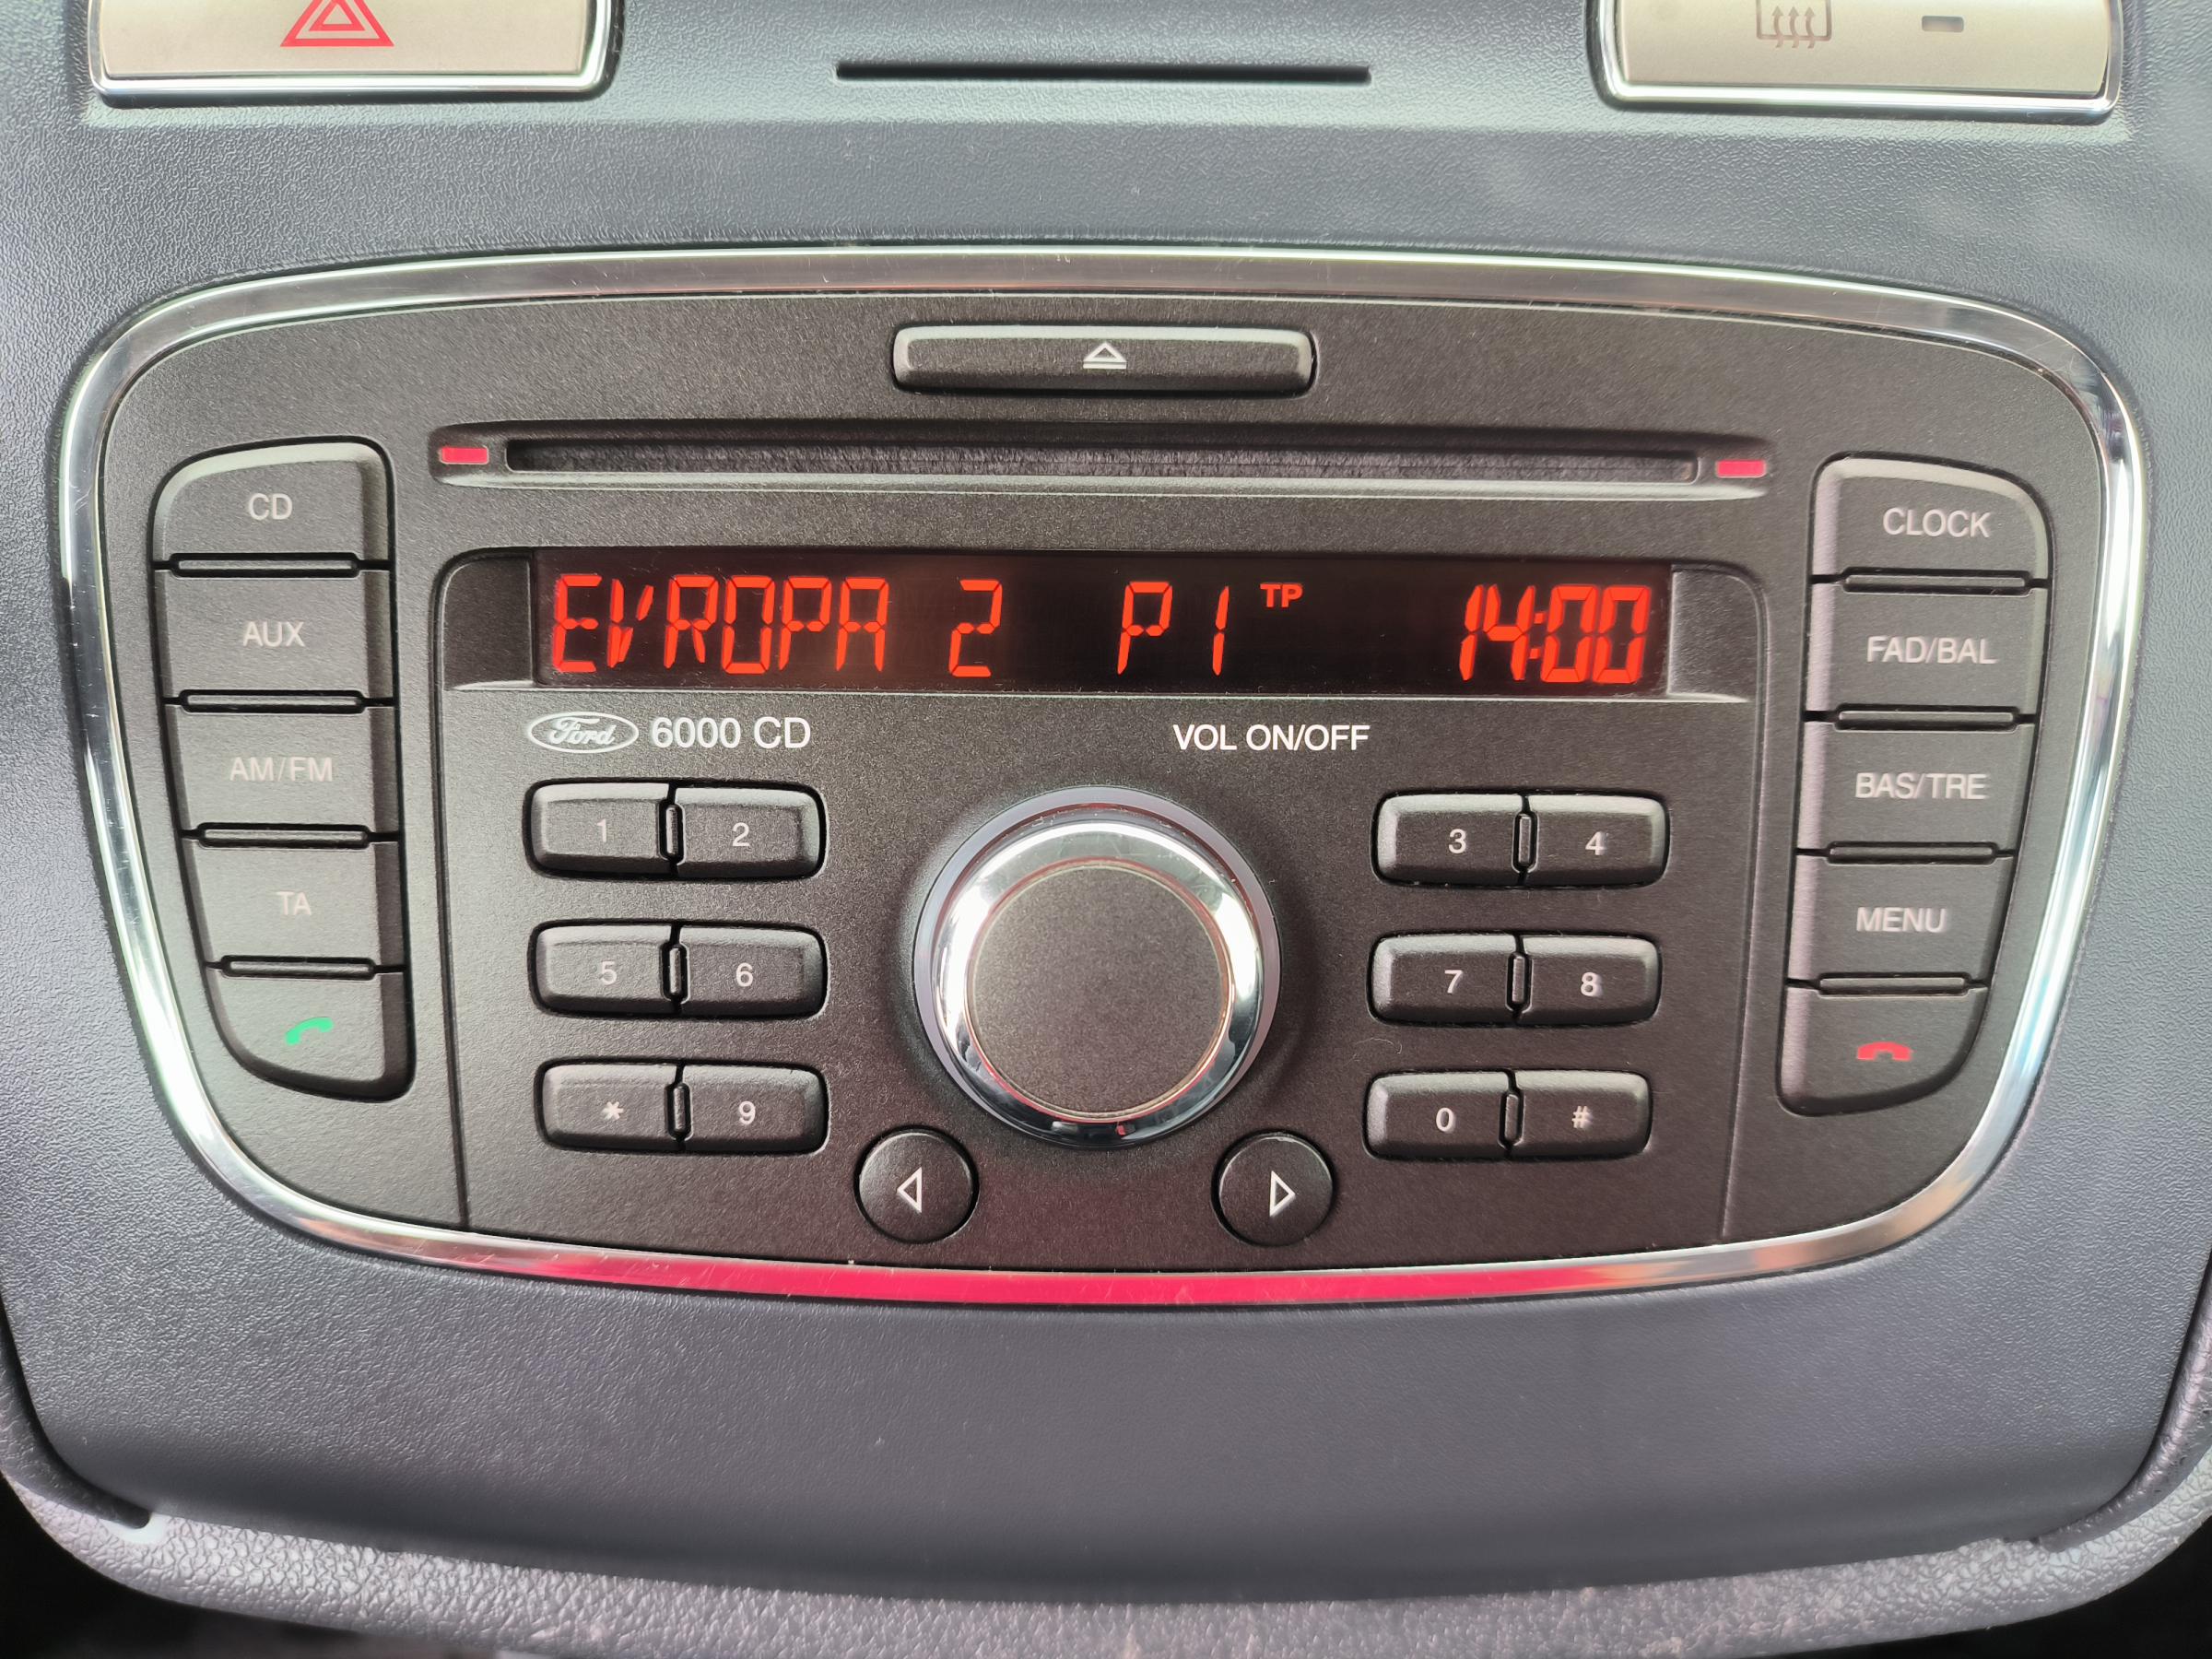 EVROPA 2 P1 TP 14:00
Ford 6000 CD VOL ON/OFF
CD
AUX
AM/FM
TA
1 2
5 6
* 9
3 4
7 8
0 #
CLOCK
FAD/BAL
BAS/TRE
MENU